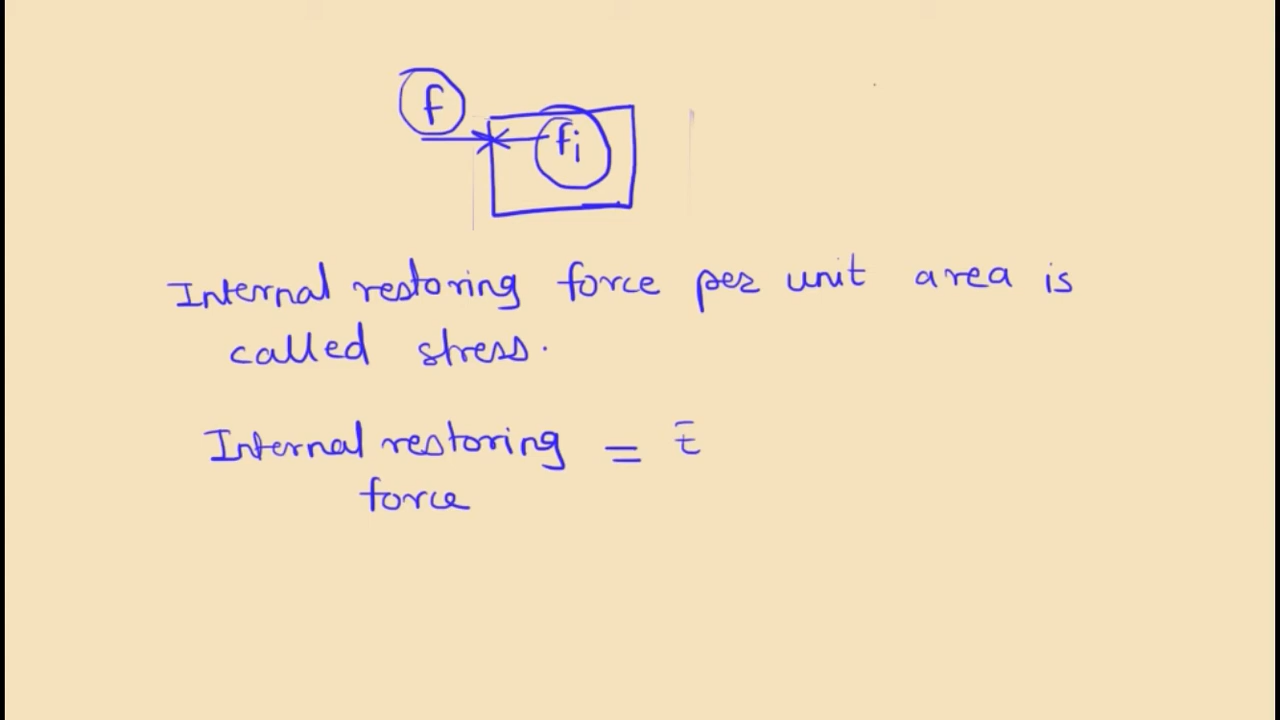 f
fi
Internal restoring force per unit area is
called stress.
Internal restoring =
force